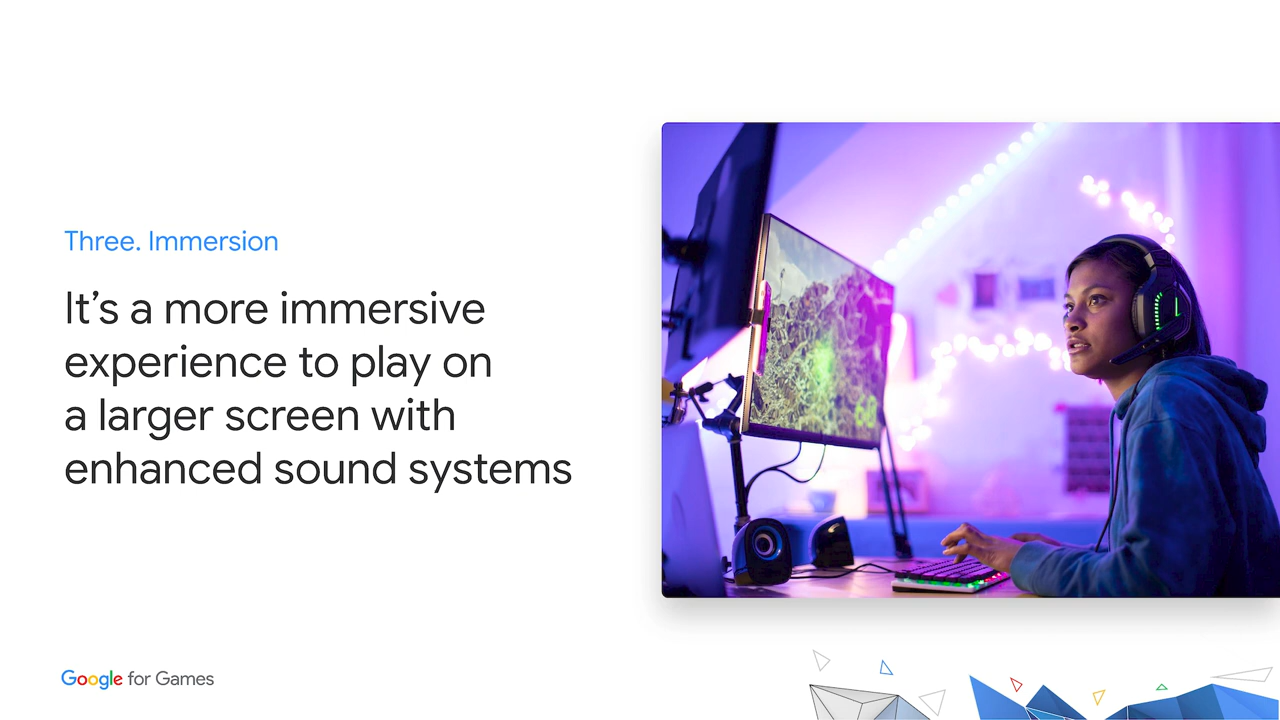 Three. Immersion
It’s a more immersive
experience to play on
a larger screen with
enhanced sound systems
Google for Games